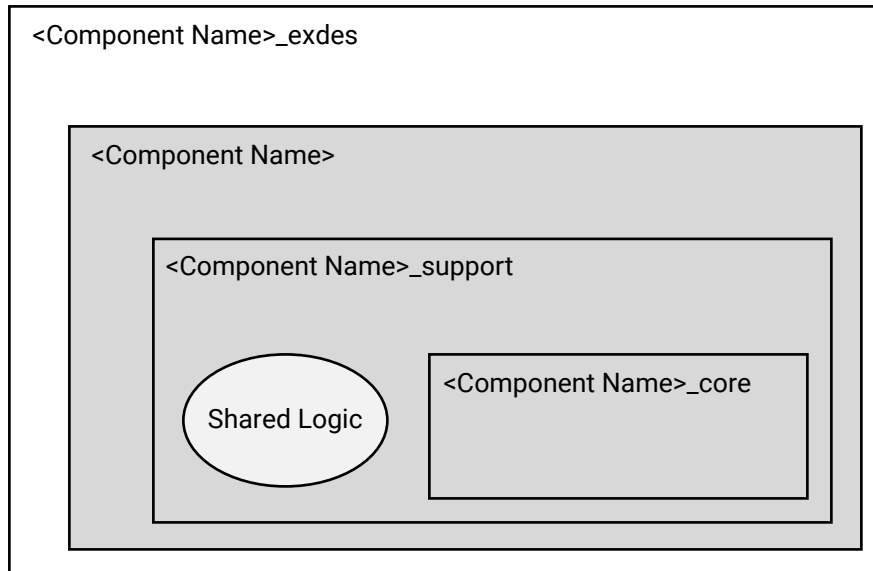 <Component Name>_exdes
<Component Name>
<Component Name>_support
Shared Logic
<Component Name>_core